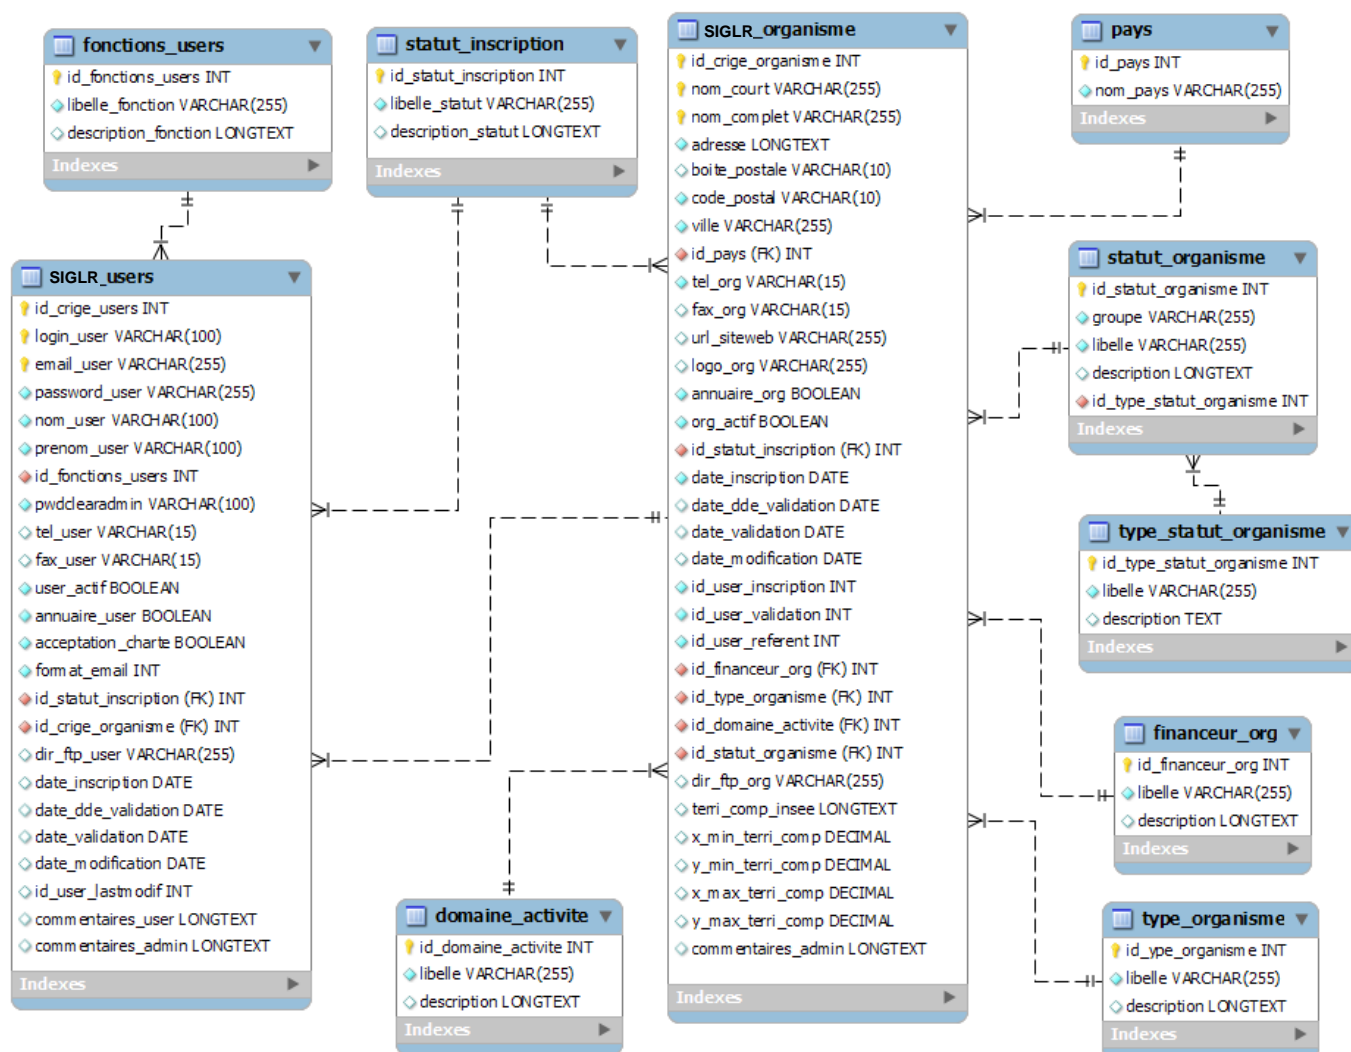 fonctions_users
id_fonctions_users INT
libelle_fonction VARCHAR(255)
description_fonction LONGTEXT
Indexes
statut_inscription
id_statut_inscription INT
libelle_statut VARCHAR(255)
description_statut LONGTEXT
Indexes
SIGLR_organisme
id_crige_organisme INT
nom_court VARCHAR(255)
nom_complet VARCHAR(255)
adresse LONGTEXT
boite_postale VARCHAR(10)
code_postal VARCHAR(10)
ville VARCHAR(255)
id_pays (FK) INT
tel_org VARCHAR(15)
fax_org VARCHAR(15)
url_siteweb VARCHAR(255)
logo_org VARCHAR(255)
annuaire_org BOOLEAN
org_actif BOOLEAN
id_statut_inscription (FK) INT
date_inscription DATE
date_dde_validation DATE
date_validation DATE
date_modification DATE
id_user_inscription INT
id_user_validation INT
id_user_referent INT
id_financeur_org (FK) INT
id_type_organisme (FK) INT
id_domaine_activite (FK) INT
id_statut_organisme (FK) INT
dir_ftp_org VARCHAR(255)
terri_comp_insee LONGTEXT
x_min_terri_comp DECIMAL
y_min_terri_comp DECIMAL
x_max_terri_comp DECIMAL
y_max_terri_comp DECIMAL
commentaires_admin LONGTEXT
Indexes
pays
id_pays INT
nom_pays VARCHAR(255)
Indexes
SIGLR_users
id_crige_users INT
login_user VARCHAR(100)
email_user VARCHAR(255)
password_user VARCHAR(255)
nom_user VARCHAR(100)
prenom_user VARCHAR(100)
id_fonctions_users INT
pwdclearadmin VARCHAR(100)
tel_user VARCHAR(15)
fax_user VARCHAR(15)
user_actif BOOLEAN
annuaire_user BOOLEAN
acceptation_charte BOOLEAN
format_email INT
id_statut_inscription (FK) INT
id_crige_organisme (FK) INT
dir_ftp_user VARCHAR(255)
date_inscription DATE
date_dde_validation DATE
date_validation DATE
date_modification DATE
id_user_lastmodif INT
commentaires_user LONGTEXT
commentaires_admin LONGTEXT
Indexes
statut_organisme
id_statut_organisme INT
groupe VARCHAR(255)
libelle VARCHAR(255)
description LONGTEXT
id_type_statut_organisme INT
Indexes
type_statut_organisme
id_type_statut_organisme INT
libelle VARCHAR(255)
description TEXT
Indexes
financeur_org
id_financeur_org INT
libelle VARCHAR(255)
description LONGTEXT
Indexes
domaine_activite
id_domaine_activite INT
libelle VARCHAR(255)
description LONGTEXT
Indexes
type_organisme
id_ype_organisme INT
libelle VARCHAR(255)
description LONGTEXT
Indexes